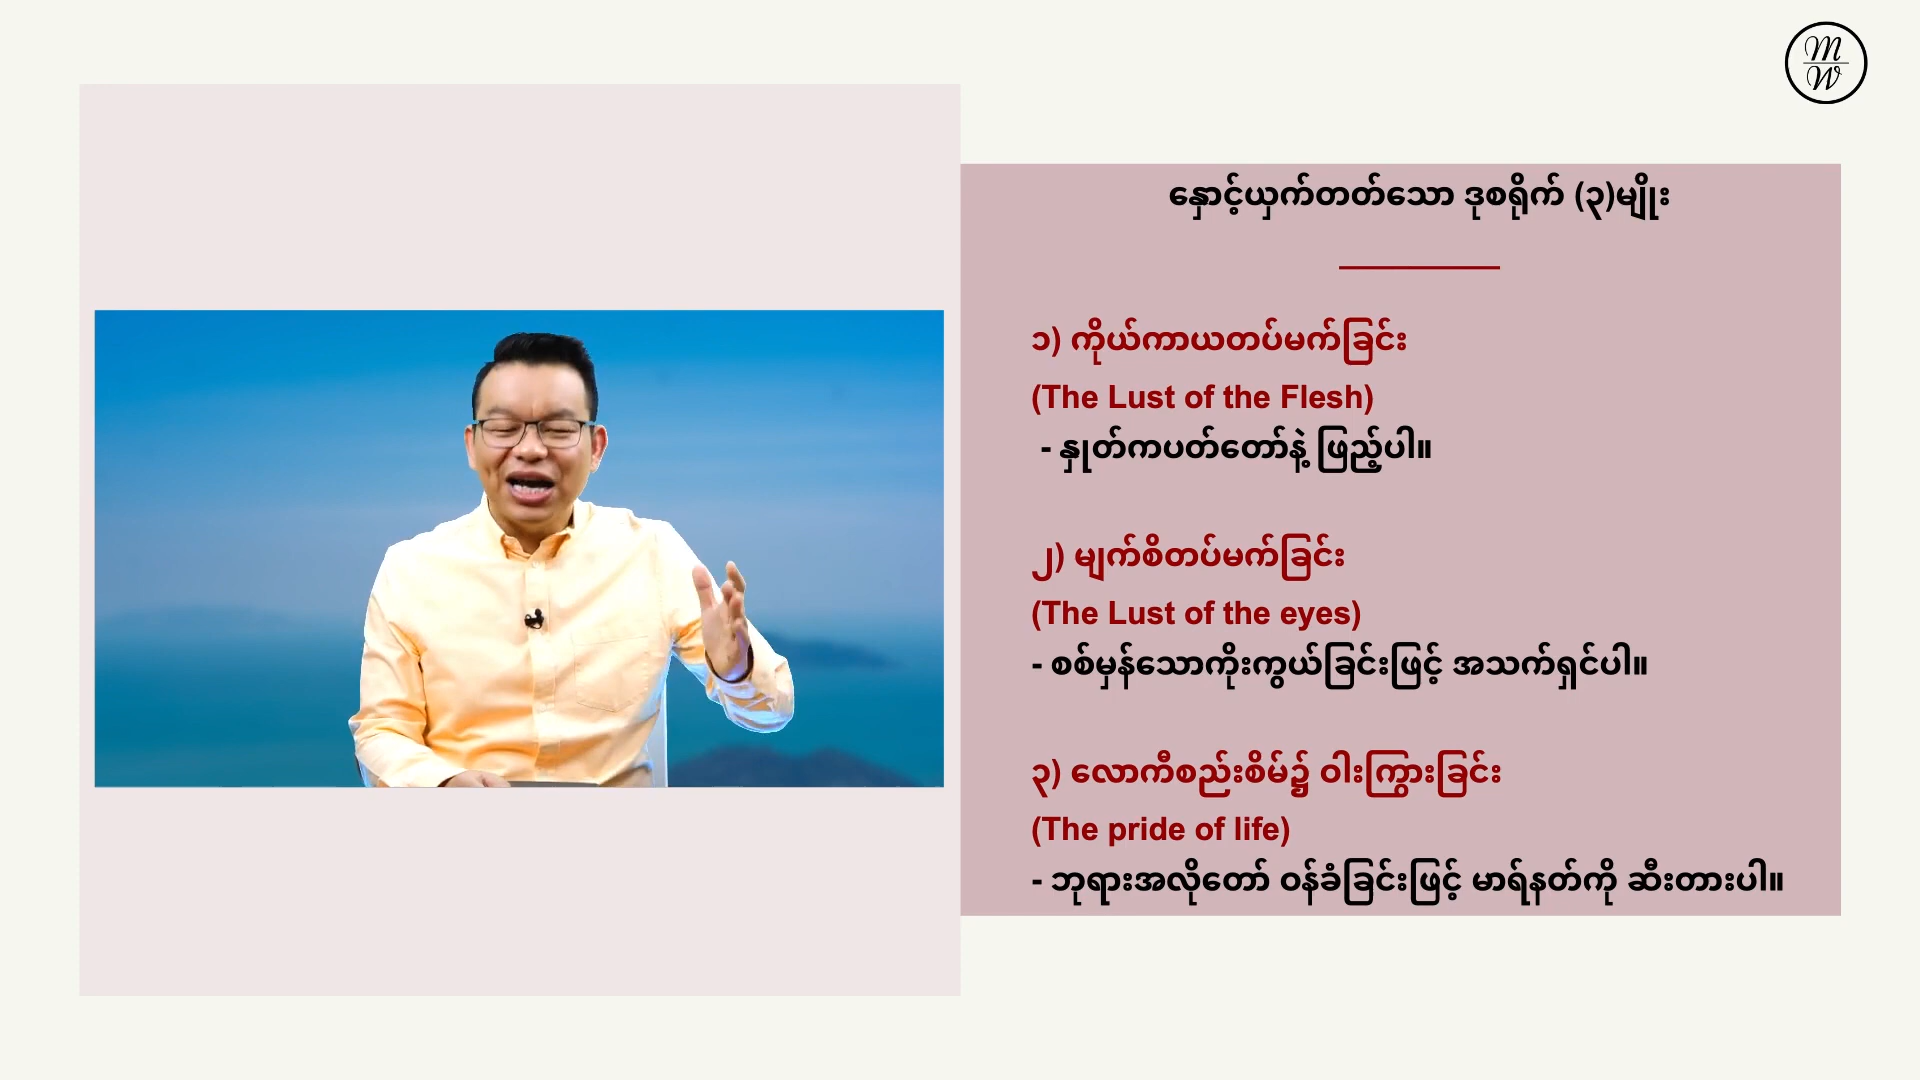 M
W
နှောင့်ယှက်တတ်သော ဒုစရိုက် (၃)မျိုး
၁) ကိုယ်ကာယတပ်မက်ခြင်း
(The Lust of the Flesh)
- နှုတ်ကပတ်တော်နဲ့ ဖြည့်ပါ။
၂) မျက်စိတပ်မက်ခြင်း
(The Lust of the eyes)
- စစ်မှန်သောကိုးကွယ်ခြင်းဖြင့် အသက်ရှင်ပါ။
၃) လောကီစည်းစိမ်၌ ဝါးကြွားခြင်း
(The pride of life)
- ဘုရားအလိုတော် ဝန်ခံခြင်းဖြင့် မာရ်နတ်ကို ဆီးတားပါ။